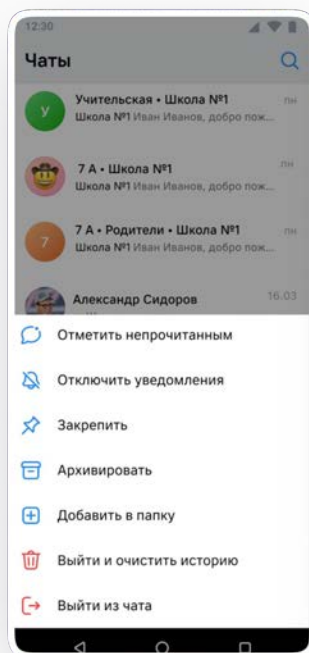 12:30
Чаты
Учительская • Школа №1
пн
Школа №1 Иван Иванов, добро пож...
7 А • Школа №1
пн
Школа №1 Иван Иванов, добро пож...
7 А • Родители • Школа №1
пн
Школа №1 Иван Иванов, добро пож...
Александр Сидоров
16.03
Отметить непрочитанным
Отключить уведомления
Закрепить
Архивировать
Добавить в папку
Выйти и очистить историю
Выйти из чата